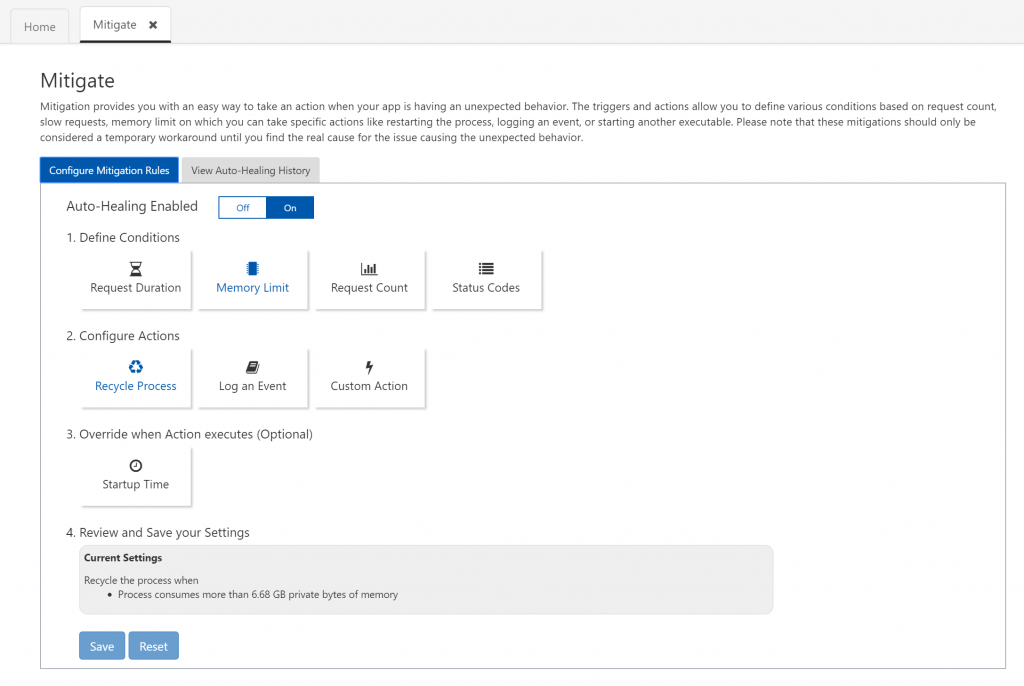 Home
Mitigate ✖
Mitigate
Mitigation provides you with an easy way to take an action when your app is having an unexpected behavior. The triggers and actions allow you to define various conditions based on request count,
slow requests, memory limit on which you can take specific actions like restarting the process, logging an event, or starting another executable. Please note that these mitigations should only be
considered a temporary workaround until you find the real cause for the issue causing the unexpected behavior.
Configure Mitigation Rules View Auto-Healing History
Auto-Healing Enabled Off On
1. Define Conditions
Request Duration Memory Limit Request Count Status Codes
2. Configure Actions
Recycle Process Log an Event Custom Action
3. Override when Action executes (Optional)
Startup Time
4. Review and Save your Settings
Current Settings
Recycle the process when
• Process consumes more than 6.68 GB private bytes of memory
Save Reset